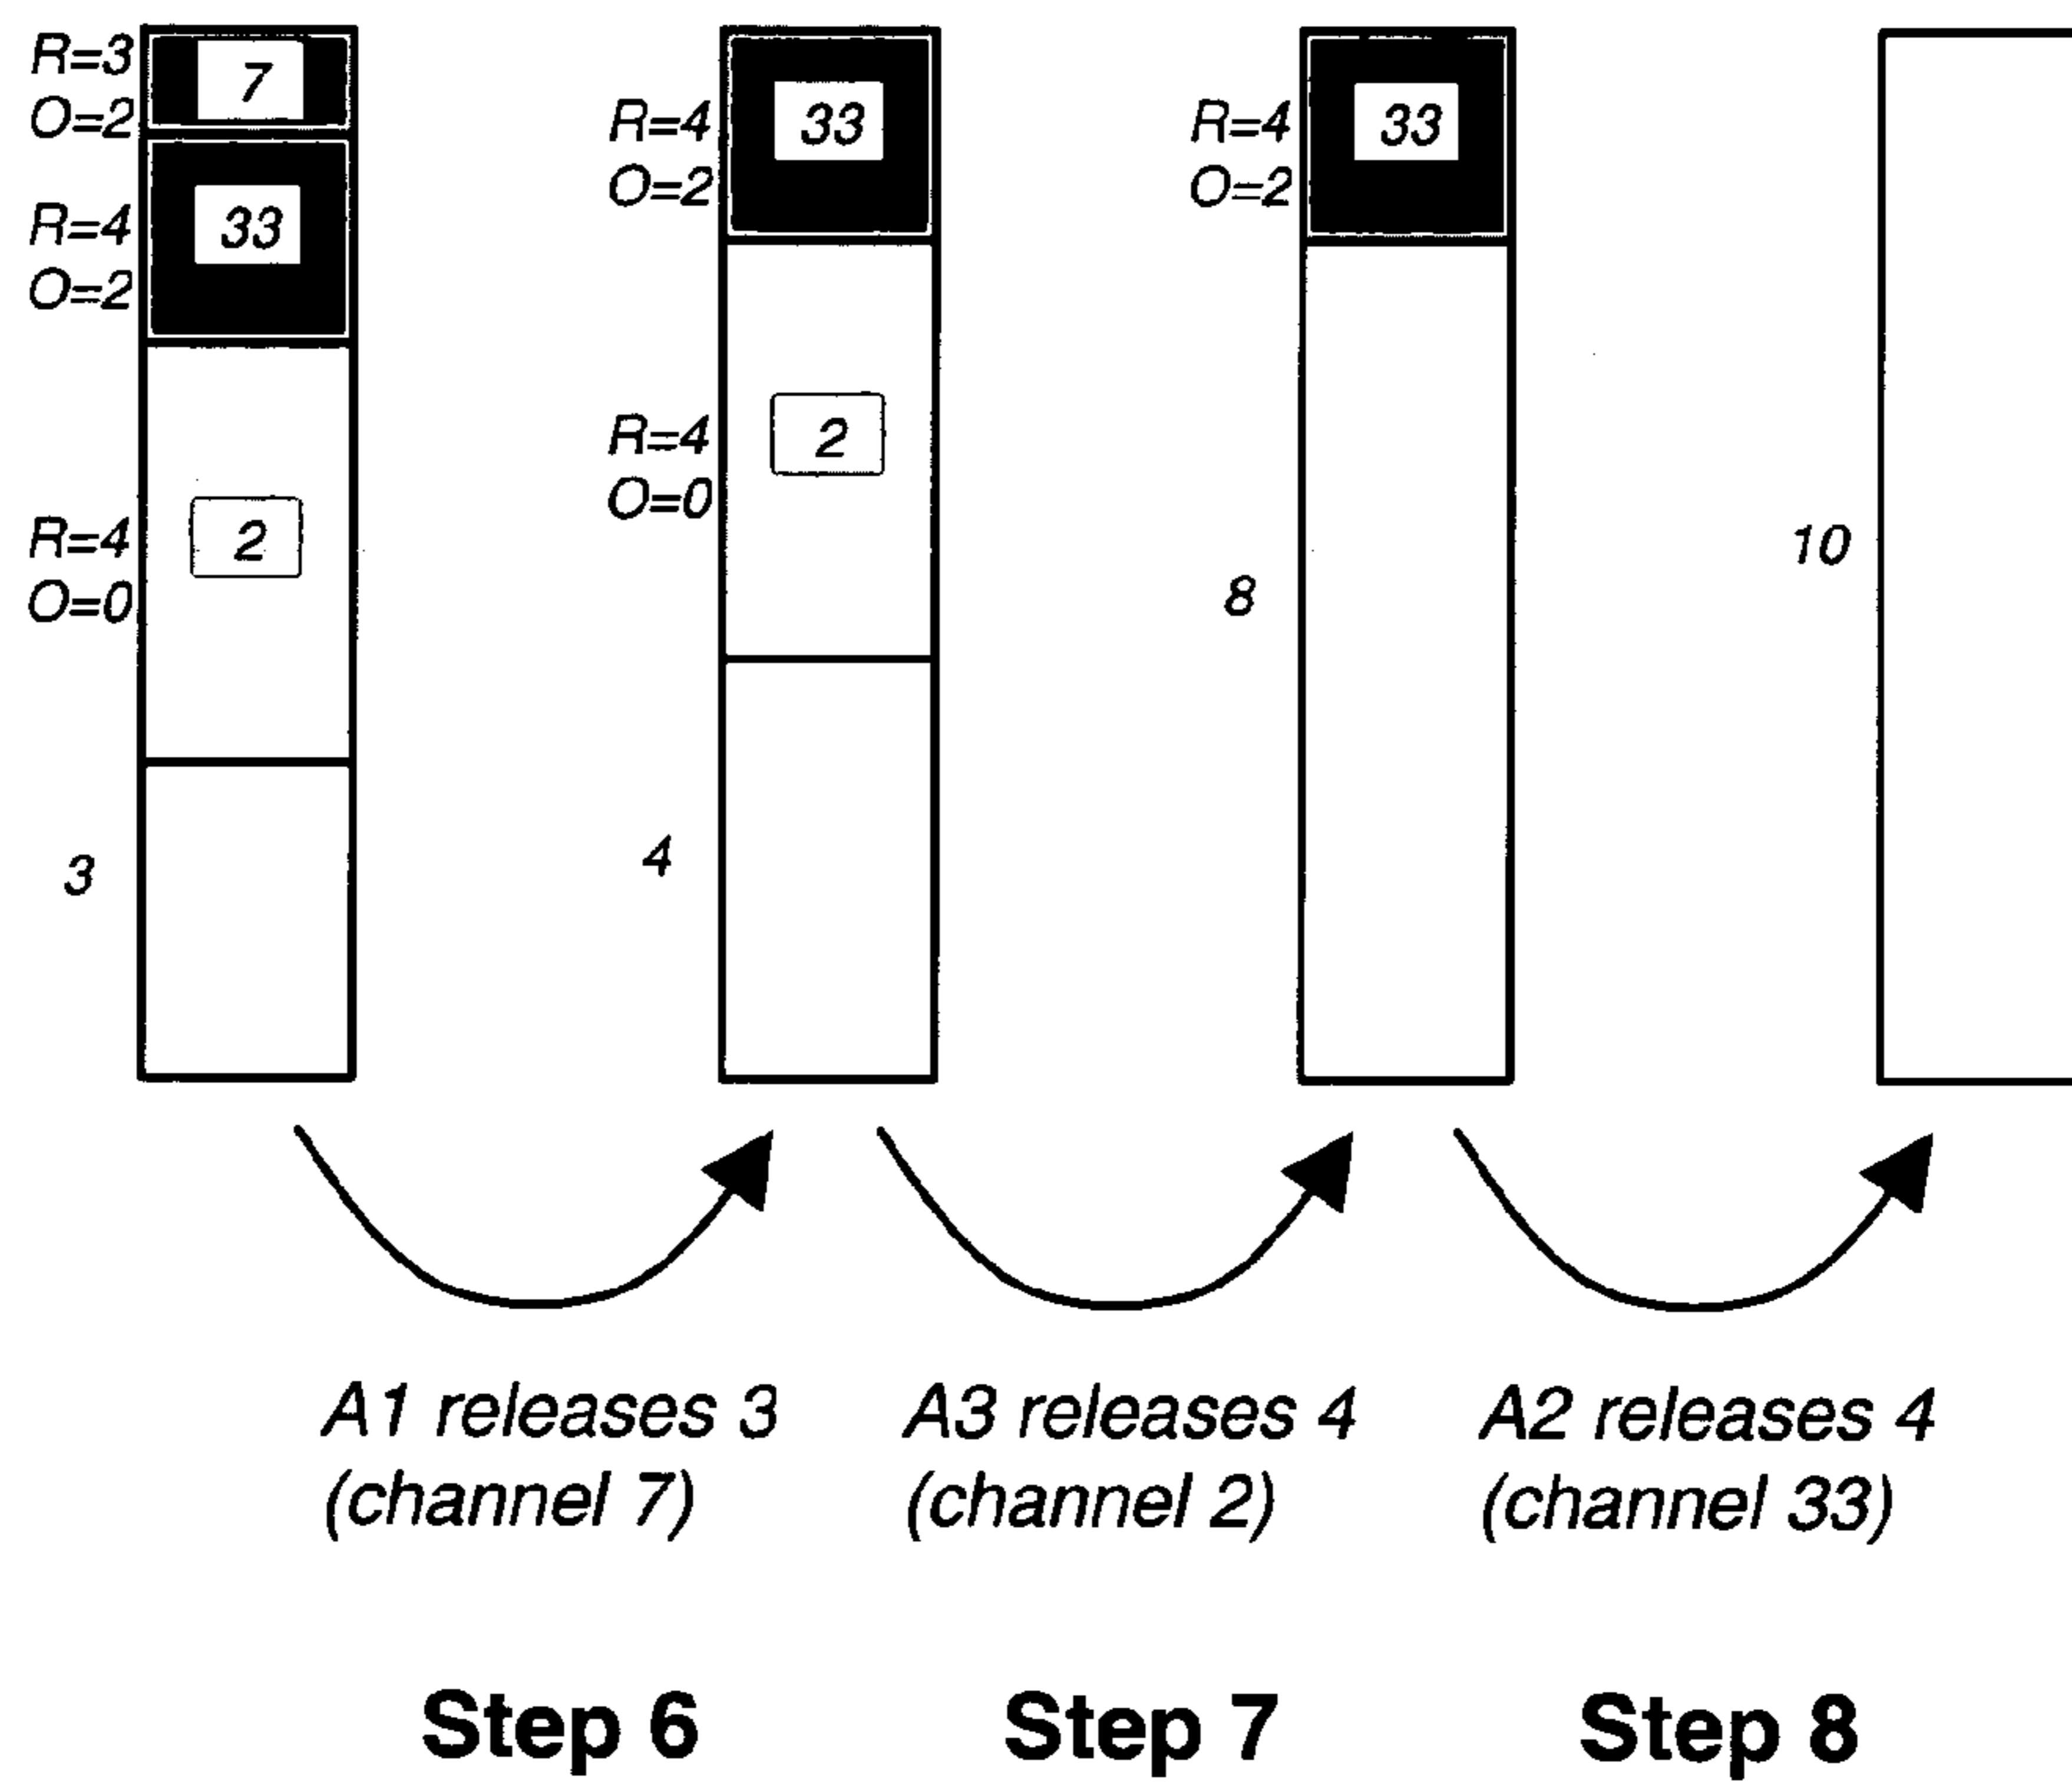 R=3
O=2
7
R=4
O=2
33
R=4
O=0
2
3
R=4
O=2
33
R=4
O=0
2
4
R=4
O=2
33
8
10
A1 releases 3
(channel 7)
A3 releases 4
(channel 2)
A2 releases 4
(channel 33)
Step 6
Step 7
Step 8